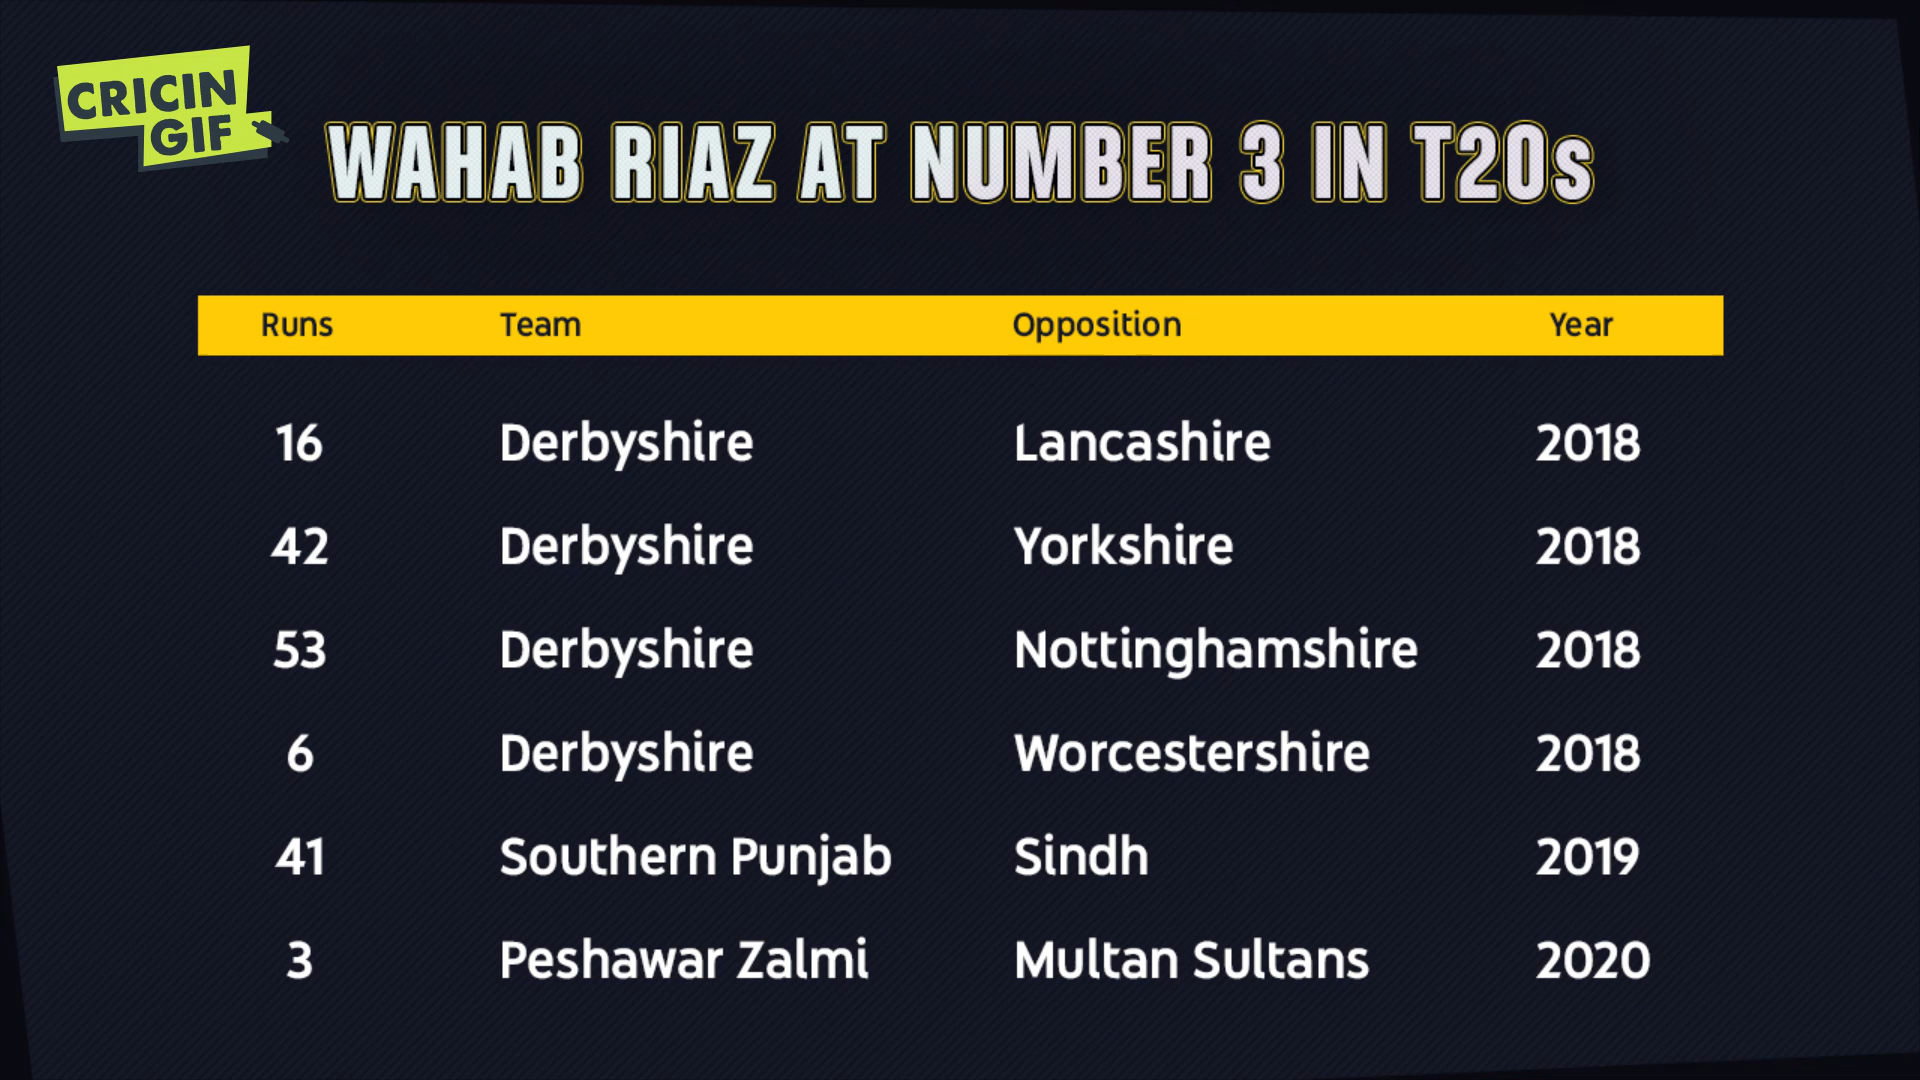 CRICIN
GIF
WAHAB RIAZ AT NUMBER 3 IN T20s
Runs Team Opposition Year
16 Derbyshire Lancashire 2018
42 Derbyshire Yorkshire 2018
53 Derbyshire Nottinghamshire 2018
6 Derbyshire Worcestershire 2018
41 Southern Punjab Sindh 2019
3 Peshawar Zalmi Multan Sultans 2020